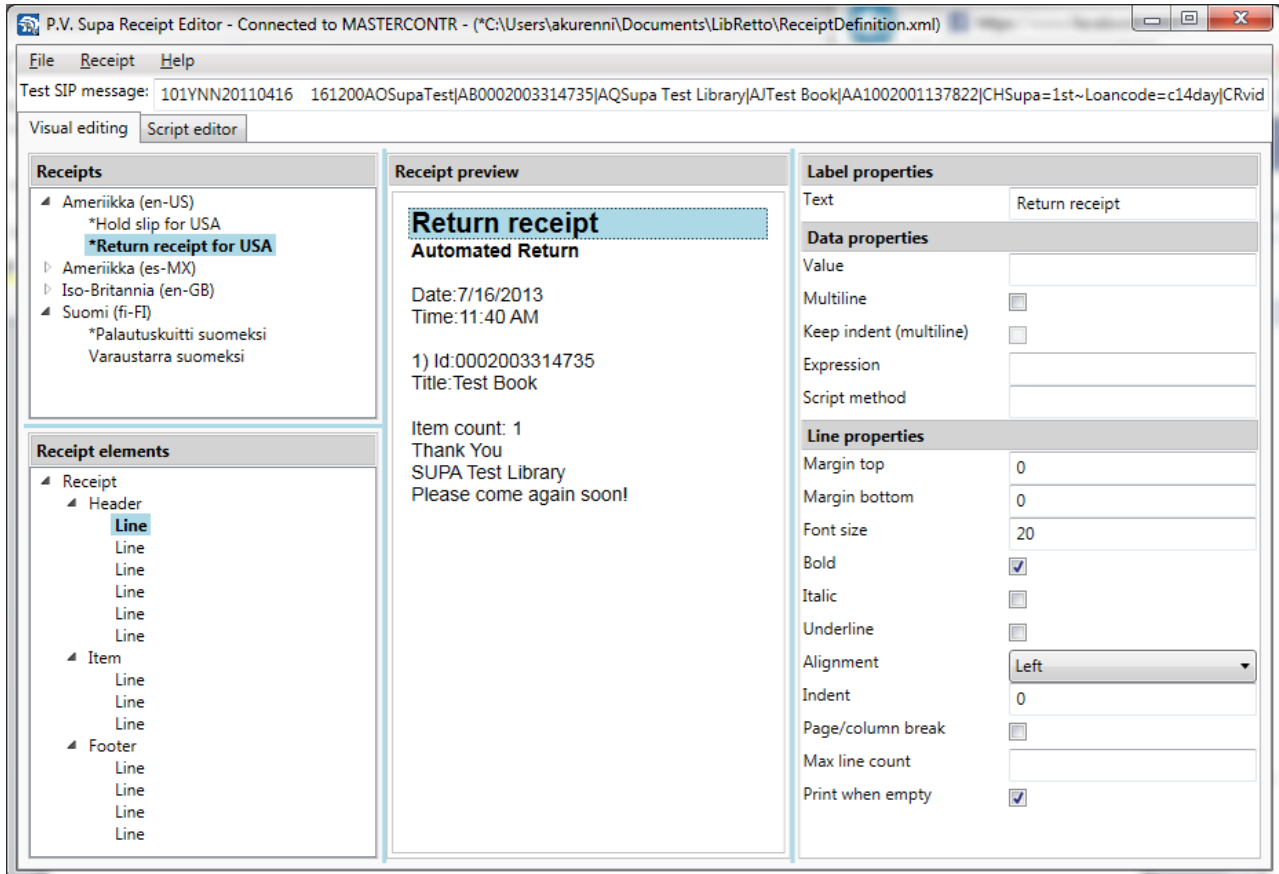 P.V. Supa Receipt Editor - Connected to MASTERCONTR - (*C:\Users\akurenni\Documents\LibRetto\ReceiptDefinition.xml)
File Receipt Help
Test SIP message: 101YNN20110416    161200AOSupaTest|AB0002003314735|AQSupa Test Library|AJTest Book|AA1002001137822|CHSupa=1st~Loancode=c14day|CRvid
Visual editing Script editor
Receipts
Ameriikka (en-US)
*Hold slip for USA
*Return receipt for USA
Ameriikka (es-MX)
Iso-Britannia (en-GB)
Suomi (fi-FI)
*Palautuskuitti suomeksi
Varaustarra suomeksi
Receipt elements
Receipt
Header
Line
Line
Line
Line
Line
Line
Item
Line
Line
Line
Footer
Line
Line
Line
Line
Receipt preview
Return receipt
Automated Return
Date:7/16/2013
Time:11:40 AM
1) Id:0002003314735
Title:Test Book
Item count: 1
Thank You
SUPA Test Library
Please come again soon!
Label properties
Text Return receipt
Data properties
Value
Multiline
Keep indent (multiline)
Expression
Script method
Line properties
Margin top 0
Margin bottom 0
Font size 20
Bold
Italic
Underline
Alignment Left
Indent 0
Page/column break
Max line count
Print when empty